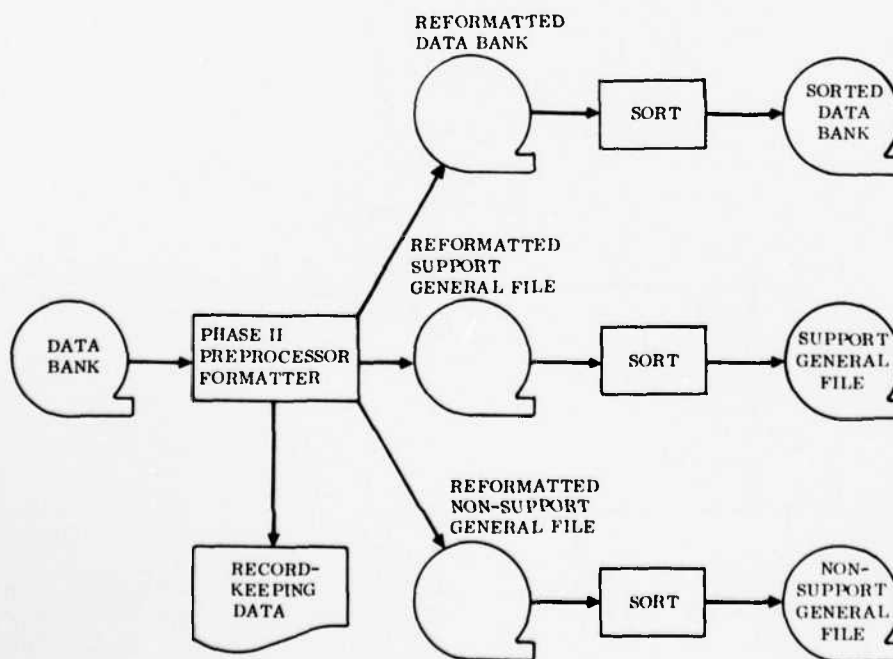 REFORMATTED
DATA BANK
SORT
SORTED
DATA
BANK
REFORMATTED
SUPPORT
GENERAL FILE
DATA
BANK
PHASE II
PREPROCESSOR
FORMATTER
SORT
SUPPORT
GENERAL
FILE
REFORMATTED
NON-SUPPORT
GENERAL FILE
RECORD-
KEEPING
DATA
SORT
NON-
SUPPORT
GENERAL
FILE